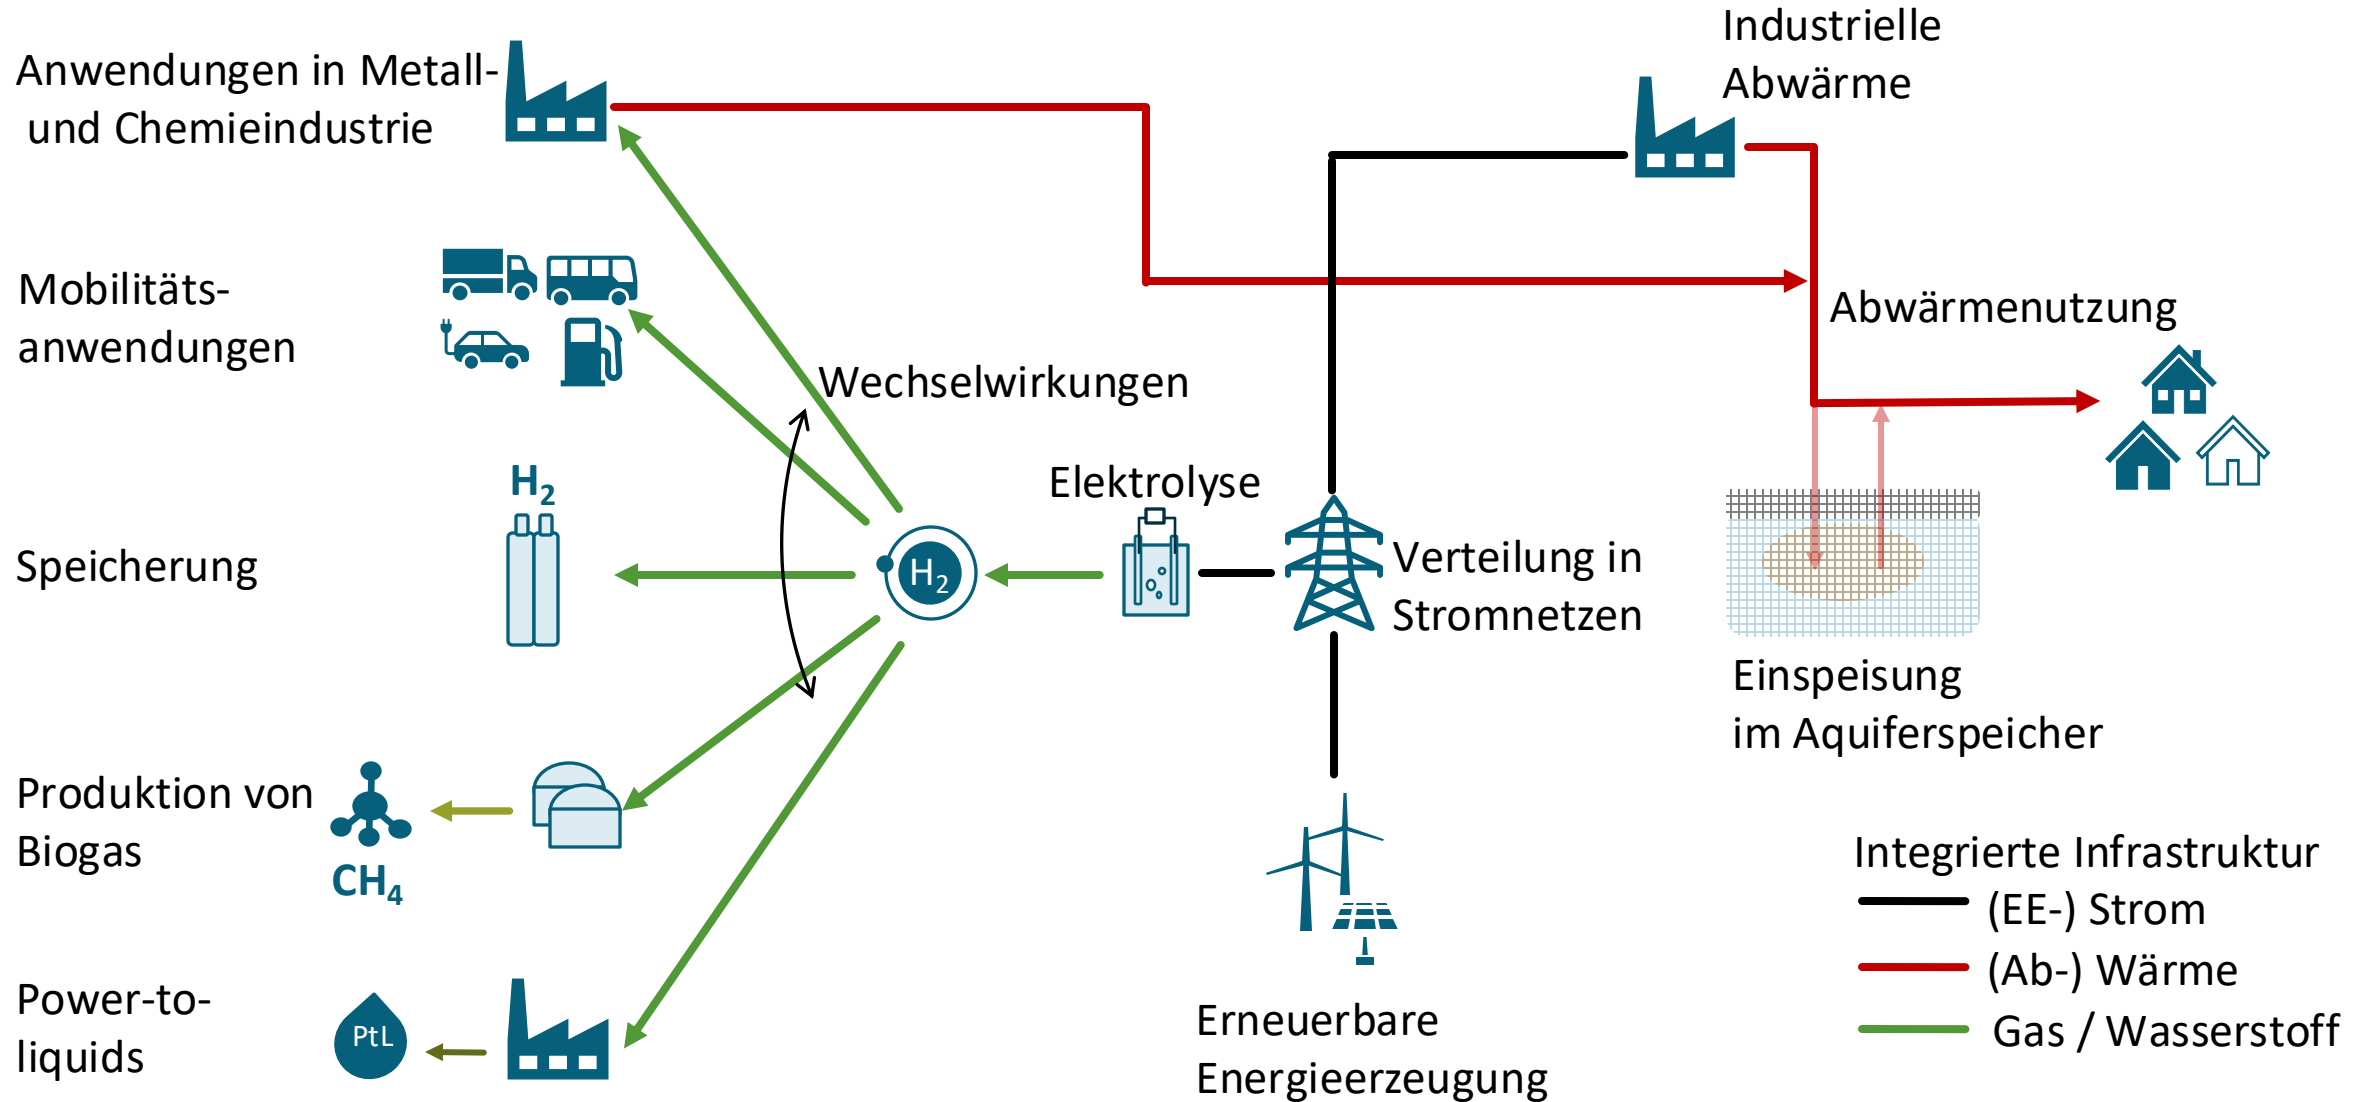 Anwendungen in Metall-
und Chemieindustrie
Industrielle
Abwärme
Mobilitäts-
anwendungen
Abwärmenutzung
Wechselwirkungen
H₂
Elektrolyse
Speicherung
H₂
Verteilung in
Stromnetzen
Einspeisung
im Aquiferspeicher
Produktion von
Biogas
CH₄
Power-to-
liquids
PtL
Erneuerbare
Energieerzeugung
Integrierte Infrastruktur
(EE-) Strom
(Ab-) Wärme
Gas / Wasserstoff